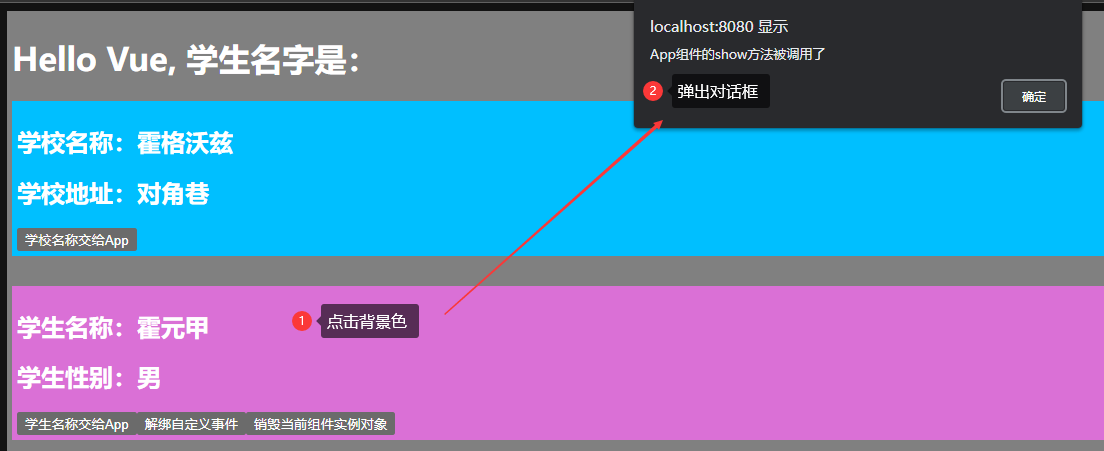 Hello Vue, 学生名字是：
学校名称：霍格沃兹
学校地址：对角巷
学校名称交给App
localhost:8080 显示
App组件的show方法被调用了
2 弹出对话框
确定
1 点击背景色
学生名称：霍元甲
学生性别：男
学生名称交给App 解绑自定义事件 销毁当前组件实例对象